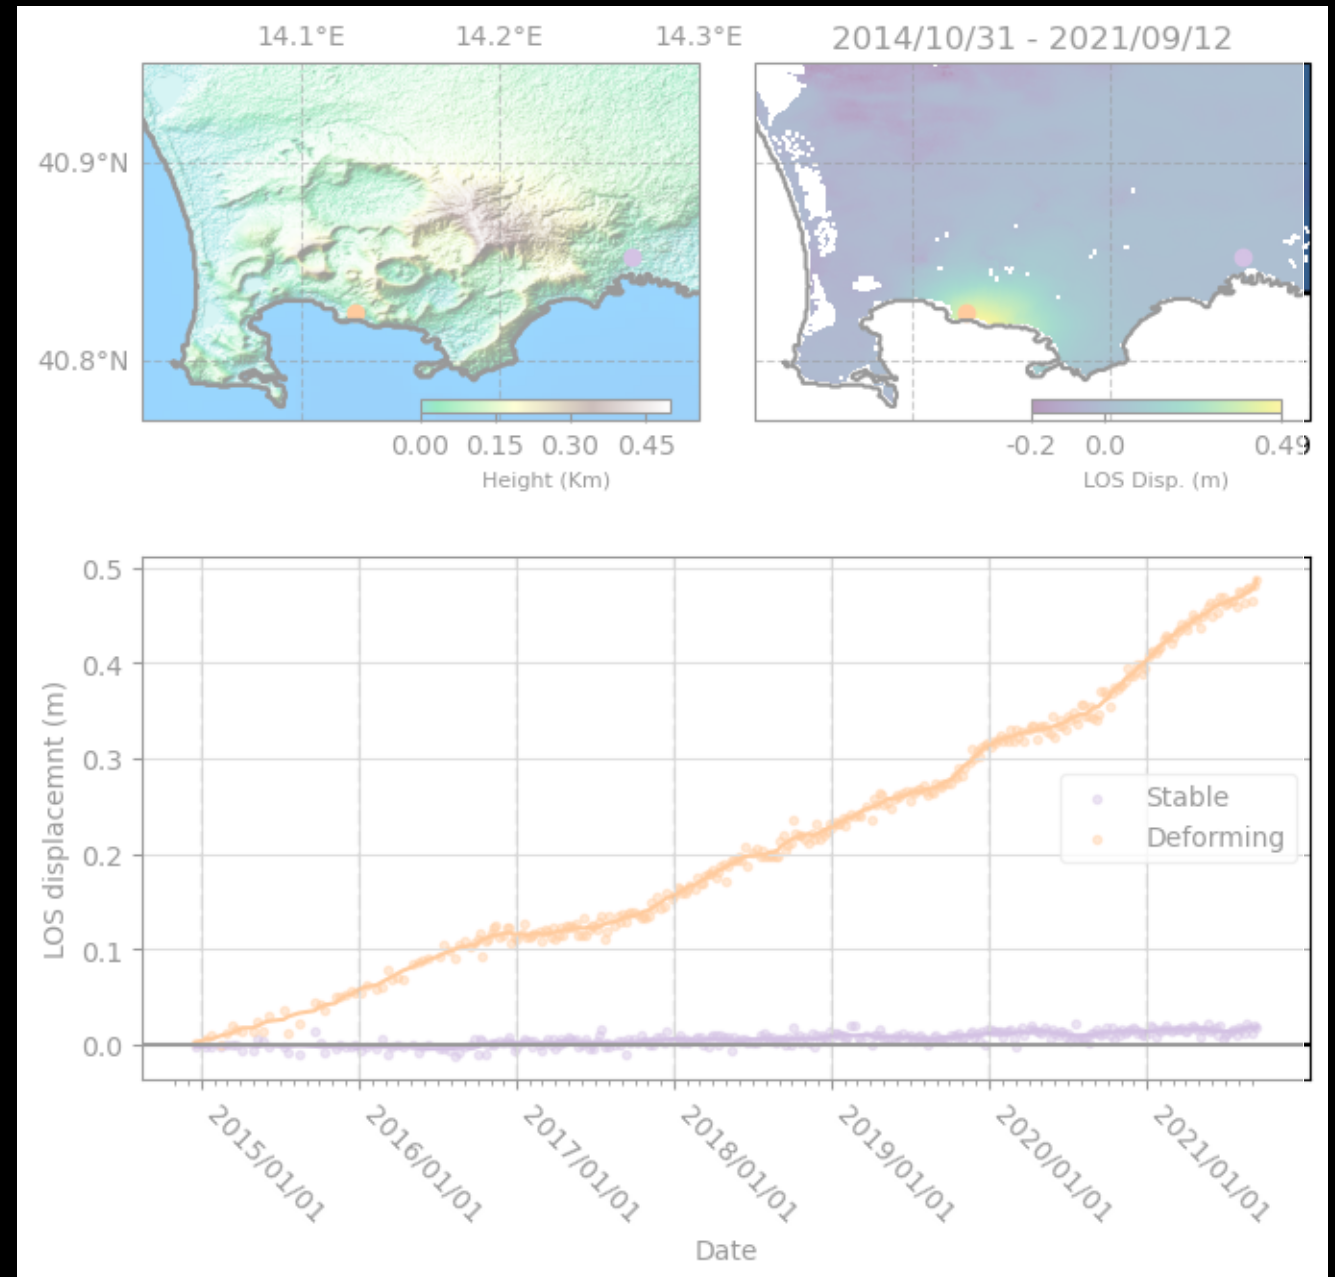 14.1°E 14.2°E 14.3°E
2014/10/31 - 2021/09/12
40.9°N
40.8°N
0.00 0.15 0.30 0.45
Height (Km)
-0.2 0.0 0.49
LOS Disp. (m)
0.5
0.4
0.3
0.2
0.1
0.0
LOS displacemnt (m)
Stable
Deforming
2015/01/01
2016/01/01
2017/01/01
2018/01/01
2019/01/01
2020/01/01
2021/01/01
Date